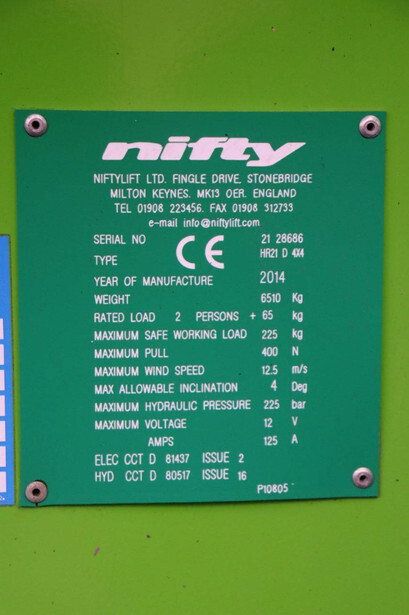 nifty
NIFTYLIFT LTD. FINGLE DRIVE, STONEBRIDGE
MILTON KEYNES, MK13 OER, ENGLAND
TEL 01908 223456, FAX 01908 312733
e-mail info@niftylift.com
SERIAL NO CE 21 28686
TYPE HR21 D 4X4
YEAR OF MANUFACTURE 2014
WEIGHT 6510 Kg
RATED LOAD 2 PERSONS + 65 kg
MAXIMUM SAFE WORKING LOAD 225 kg
MAXIMUM PULL 400 N
MAXIMUM WIND SPEED 12.5 m/s
MAX ALLOWABLE INCLINATION 4 Deg
MAXIMUM HYDRAULIC PRESSURE 225 bar
MAXIMUM VOLTAGE 12 V
AMPS 125 A
ELEC CCT D 81437 ISSUE 2
HYD CCT D 80517 ISSUE 16
P10805